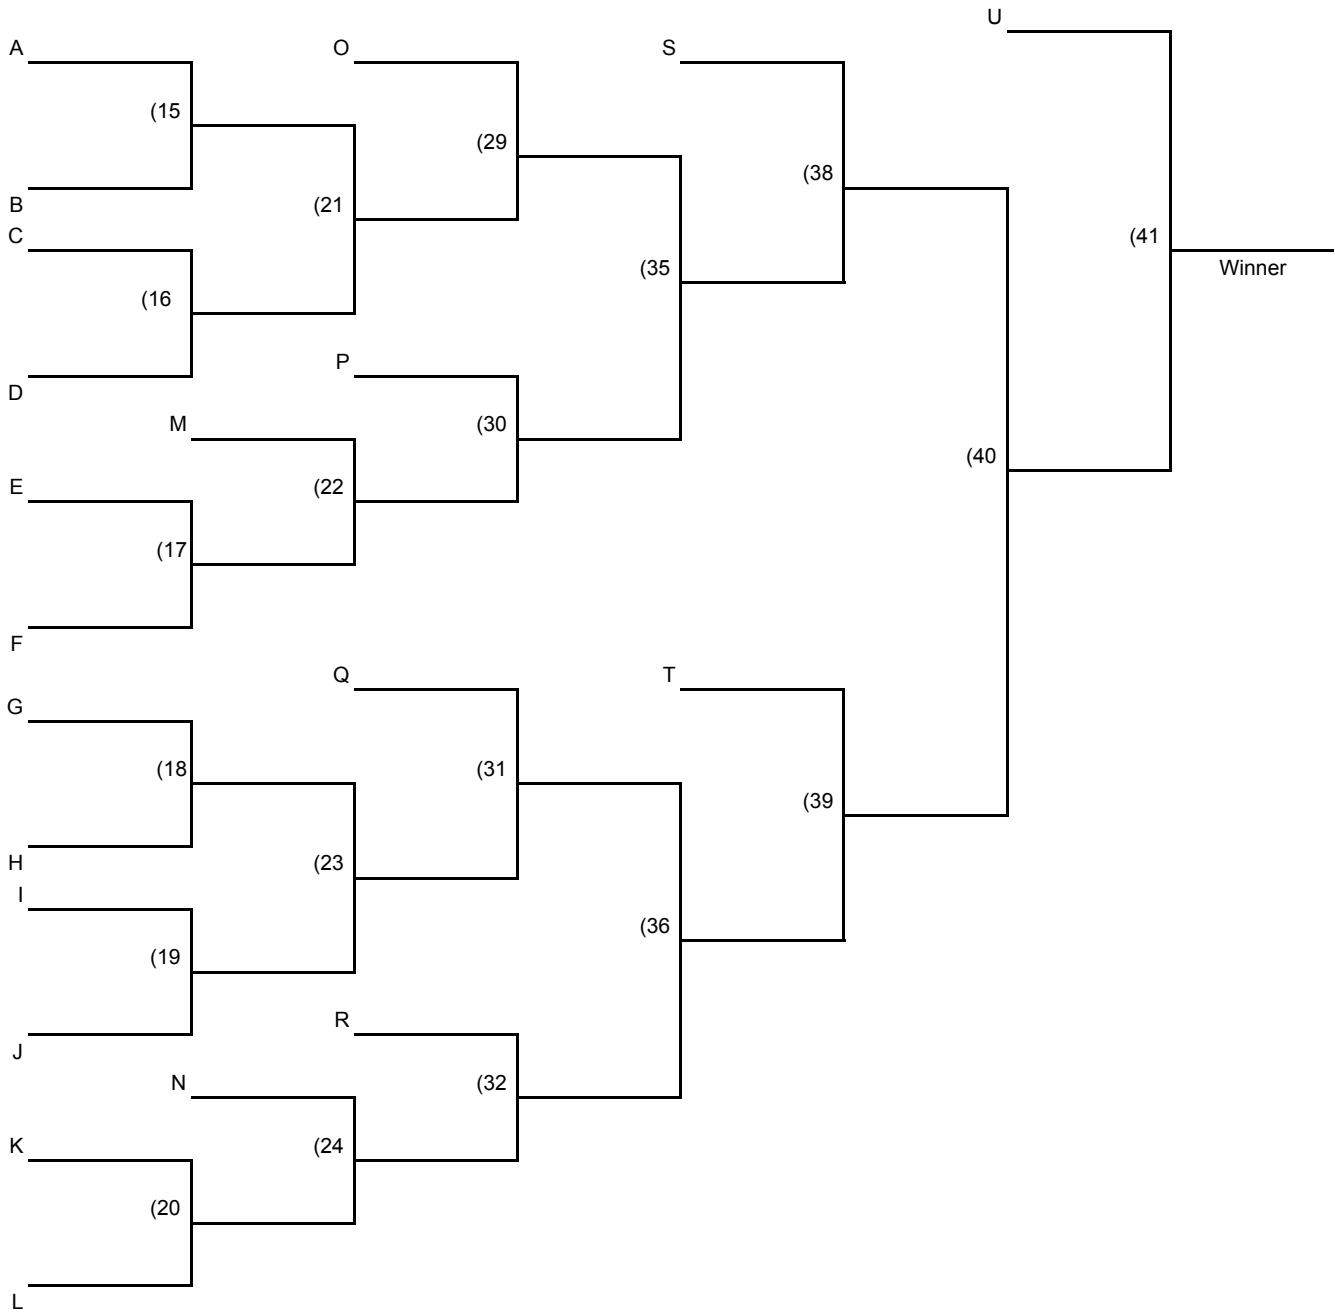 U
A
O
S
(15
(29
(38
B
(21
C
(41
(35
Winner
(16
P
D
M
(30
(40
E
(22
(17
F
Q
T
G
(18
(31
(39
H
(23
I
(36
(19
R
J
N
(32
K
(24
(20
L